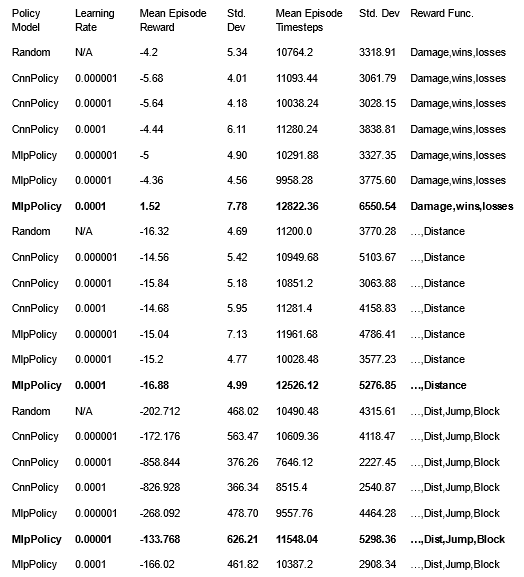 Policy Model Learning Rate Mean Episode Reward Std. Dev Mean Episode Timesteps Std. Dev Reward Func.
Random N/A -4.2 5.34 10764.2 3318.91 Damage,wins,losses
CnnPolicy 0.000001 -5.68 4.01 11093.44 3061.79 Damage,wins,losses
CnnPolicy 0.00001 -5.64 4.18 10038.24 3028.15 Damage,wins,losses
CnnPolicy 0.0001 -4.44 6.11 11280.24 3838.81 Damage,wins,losses
MlpPolicy 0.000001 -5 4.90 10291.88 3327.35 Damage,wins,losses
MlpPolicy 0.00001 -4.36 4.56 9958.28 3775.60 Damage,wins,losses
MlpPolicy 0.0001 1.52 7.78 12822.36 6550.54 Damage,wins,losses
Random N/A -16.32 4.69 11200.0 3770.28 ...,Distance
CnnPolicy 0.000001 -14.56 5.42 10949.68 5103.67 ...,Distance
CnnPolicy 0.00001 -15.84 5.18 10851.2 3063.88 ...,Distance
CnnPolicy 0.0001 -14.68 5.95 11281.4 4158.83 ...,Distance
MlpPolicy 0.000001 -15.04 7.13 11961.68 4786.41 ...,Distance
MlpPolicy 0.00001 -15.2 4.77 10028.48 3577.23 ...,Distance
MlpPolicy 0.0001 -16.88 4.99 12526.12 5276.85 ...,Distance
Random N/A -202.712 468.02 10490.48 4315.61 ...,Dist,Jump,Block
CnnPolicy 0.000001 -172.176 563.47 10609.36 4118.47 ...,Dist,Jump,Block
CnnPolicy 0.00001 -858.844 376.26 7646.12 2227.45 ...,Dist,Jump,Block
CnnPolicy 0.0001 -826.928 366.34 8515.4 2540.87 ...,Dist,Jump,Block
MlpPolicy 0.000001 -268.092 478.70 9557.76 4464.28 ...,Dist,Jump,Block
MlpPolicy 0.00001 -133.768 626.21 11548.04 5298.36 ...,Dist,Jump,Block
MlpPolicy 0.0001 -166.02 461.82 10387.2 2908.34 ...,Dist,Jump,Block